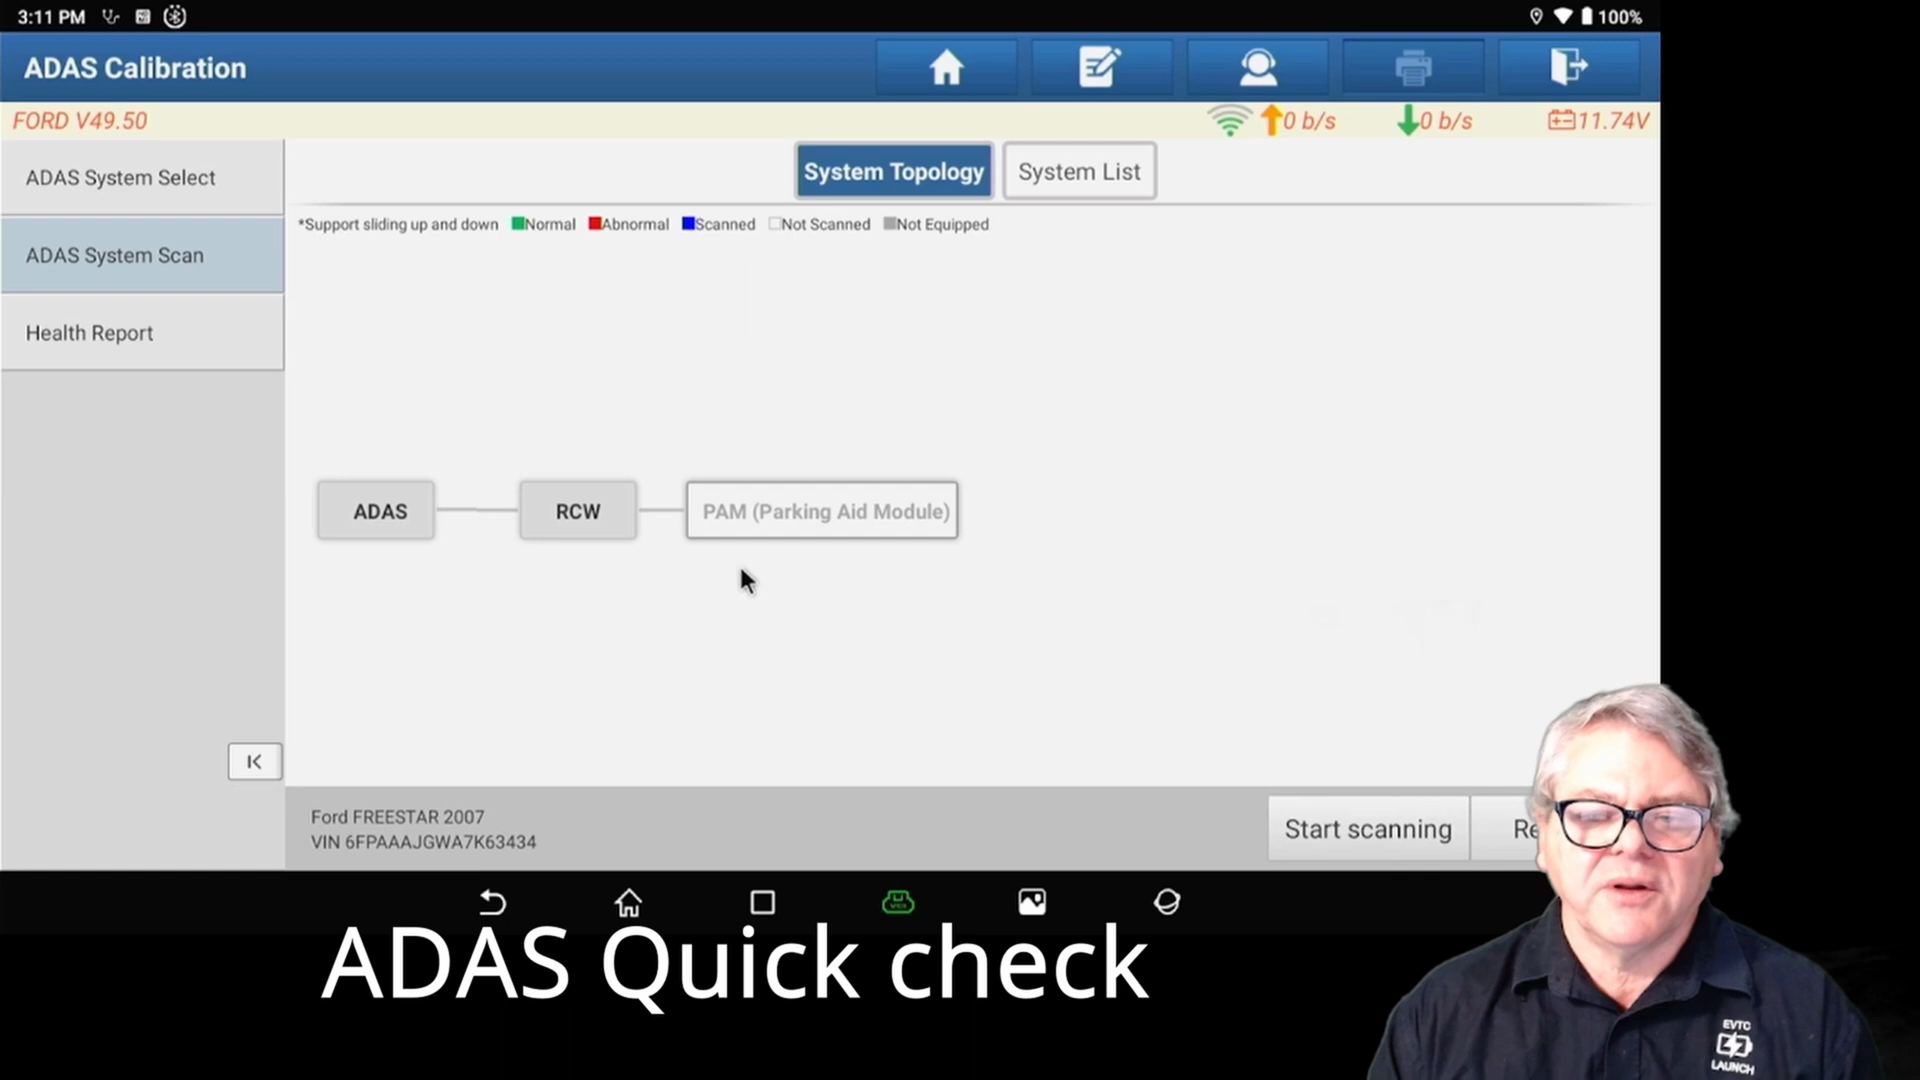 3:11 PM
100%
ADAS Calibration
FORD V49.50
0 b/s
0 b/s
11.74V
ADAS System Select
System Topology
System List
*Support sliding up and down
Normal
Abnormal
Scanned
Not Scanned
Not Equipped
ADAS System Scan
Health Report
ADAS
RCW
PAM (Parking Aid Module)
Ford FREESTAR 2007
VIN 6FPAAAJGWA7K63434
Start scanning
Re
VCI
ADAS Quick check
EVTC
LAUNCH